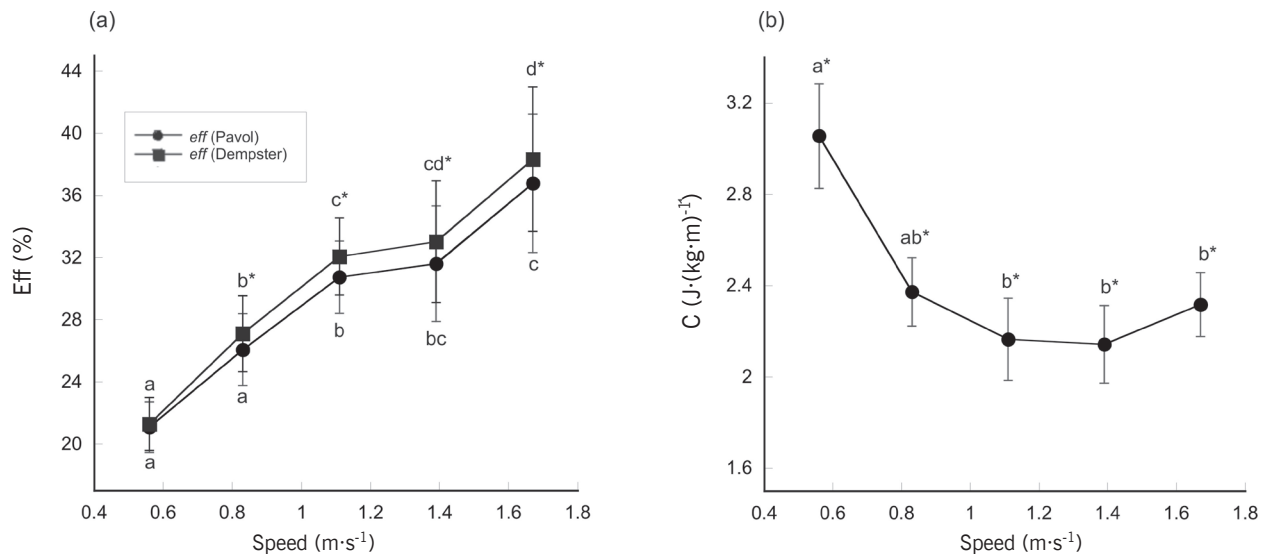 (a)
44
40
36
32
28
24
20
Eff (%)
eff (Pavol)
eff (Dempster)
a
b*
c*
cd*
d*
a
a
b
bc
c
0.4 0.6 0.8 1 1.2 1.4 1.6 1.8
Speed (m·s⁻¹)
(b)
3.2
2.8
2.4
2
1.6
C (J·(kg·m)⁻¹)
a*
ab*
b*
b*
b*
0.4 0.6 0.8 1 1.2 1.4 1.6 1.8
Speed (m·s⁻¹)